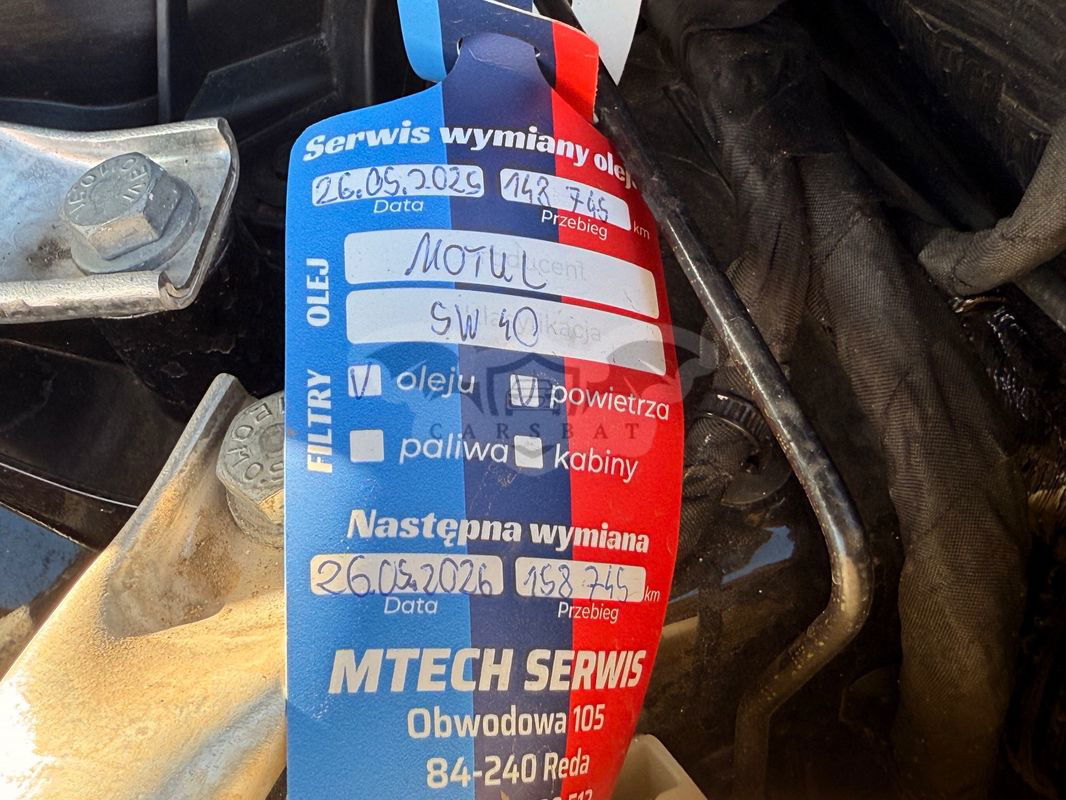 Serwis wymiany olej
26.05.2025 148 745
Data Przebieg km
OLEJ
MOTUL
5W 40
FILTRY
V oleju V powietrza
CARSBAT
paliwa kabiny
Następna wymiana
26.05.2026 158 745 km
Data Przebieg
MTECH SERWIS
Obwodowa 105
84-240 Reda